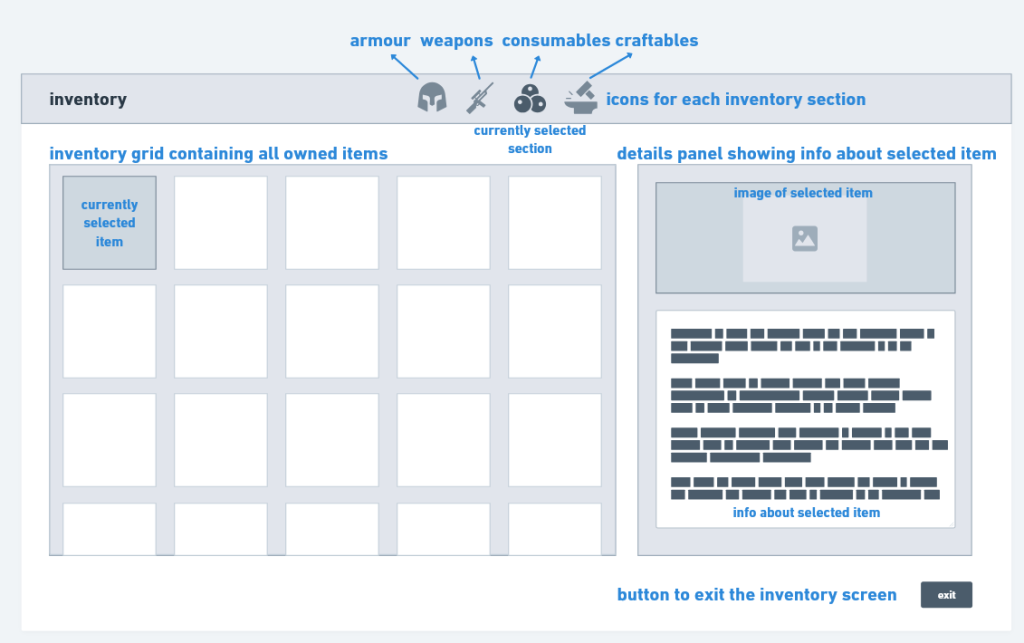 armour weapons consumables craftables
inventory
icons for each inventory section
currently selected
section
inventory grid containing all owned items
details panel showing info about selected item
currently
selected
item
image of selected item
info about selected item
button to exit the inventory screen
exit